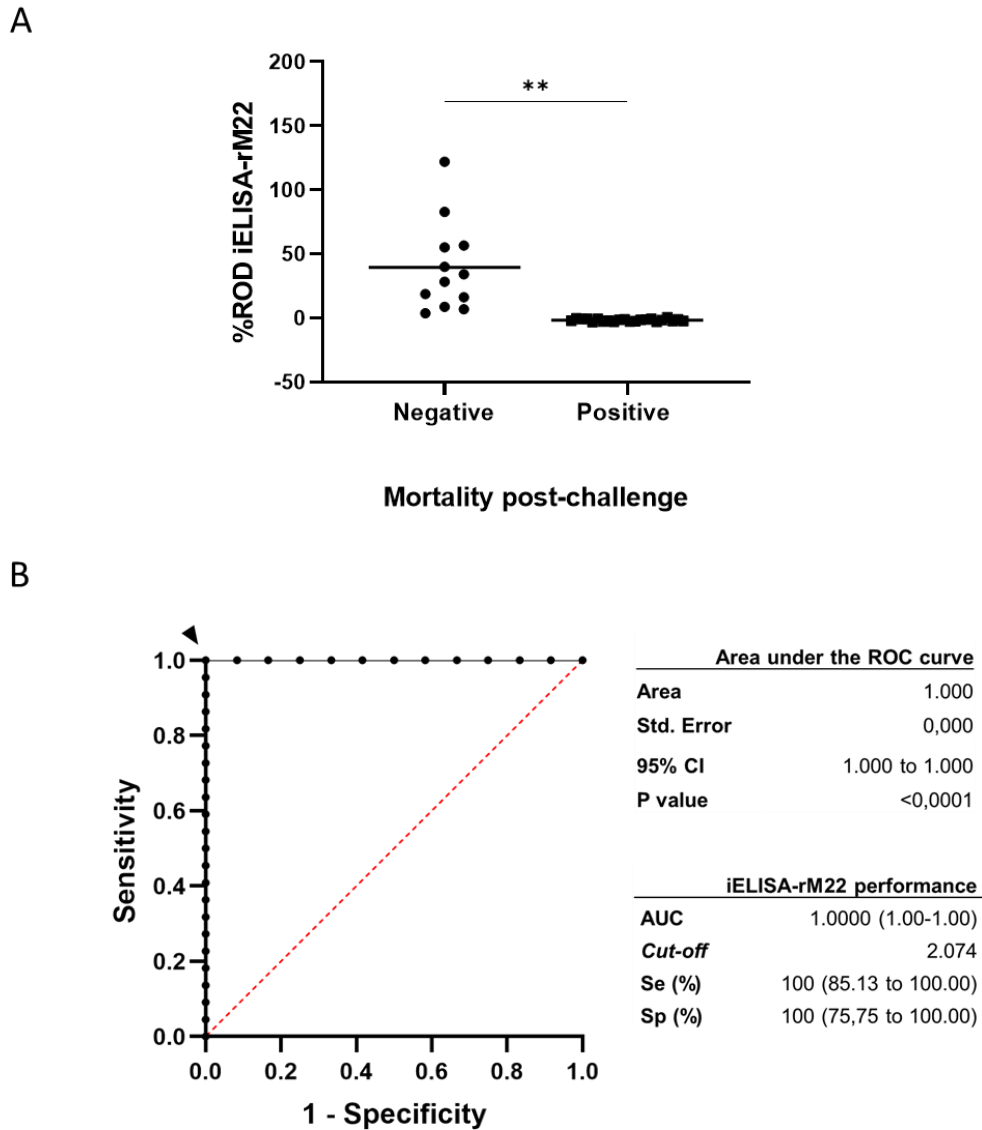 A
200
**
150
100
50
0
-50
%ROD iELISA-rM22
Negative Positive
Mortality post-challenge
B
1.0
0.8
0.6
0.4
0.2
0.0
Sensitivity
0.0 0.2 0.4 0.6 0.8 1.0
1 - Specificity
Area under the ROC curve
Area 1.000
Std. Error 0,000
95% CI 1.000 to 1.000
P value <0,0001
iELISA-rM22 performance
AUC 1.0000 (1.00-1.00)
Cut-off 2.074
Se (%) 100 (85.13 to 100.00)
Sp (%) 100 (75,75 to 100.00)